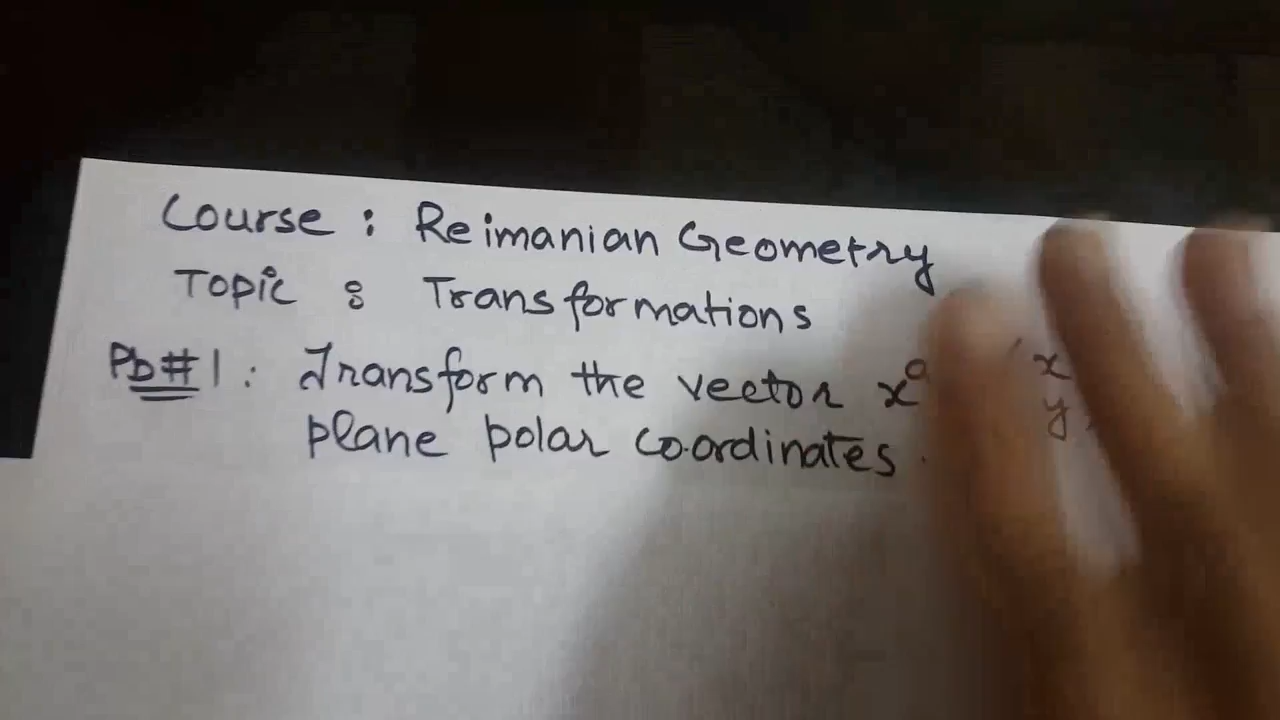 Course : Reimanian Geometry
Topic : Transformations
Pb#1 : Transform the vector x^a x
plane polar coordinates. y